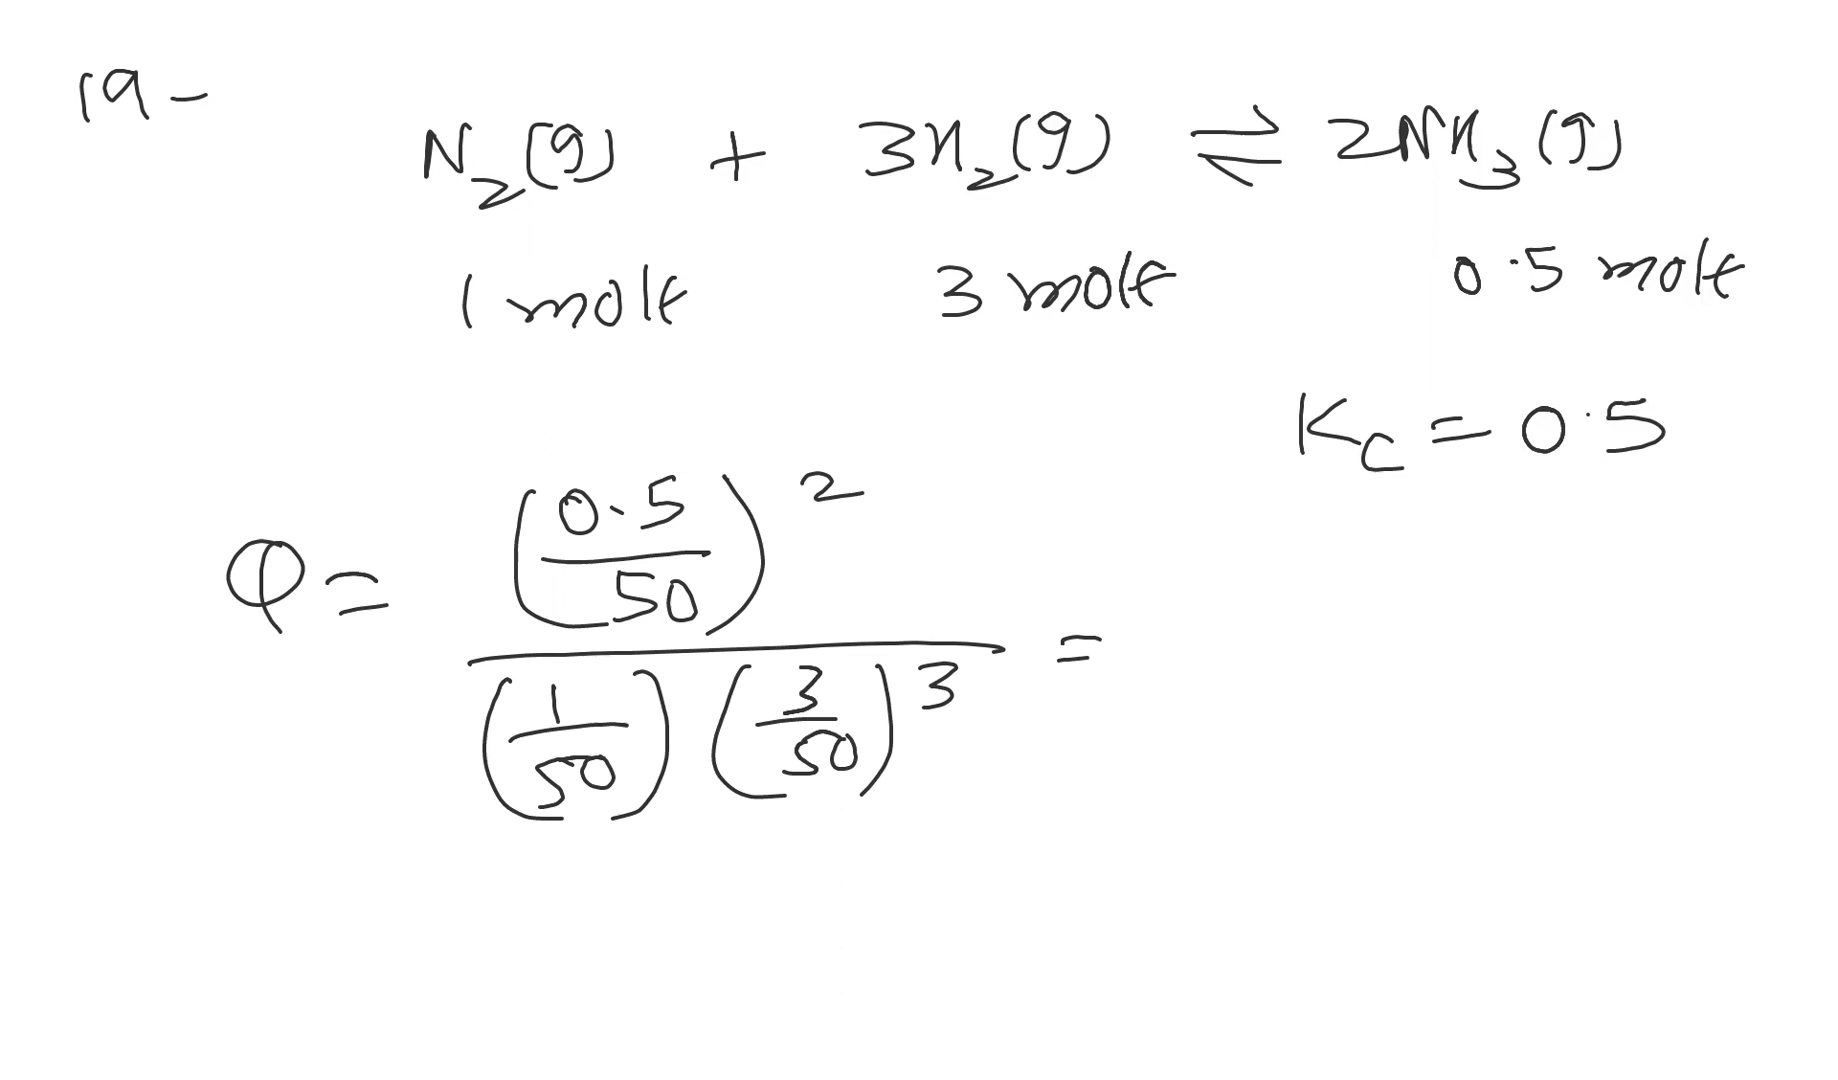 19-
N₂(g) + 3H₂(g) ⇌ 2NH₃(g)
1 mole 3 mole 0.5 mole
Kc = 0.5
Q = (0.5/50)² / (1/50) (3/50)³ =